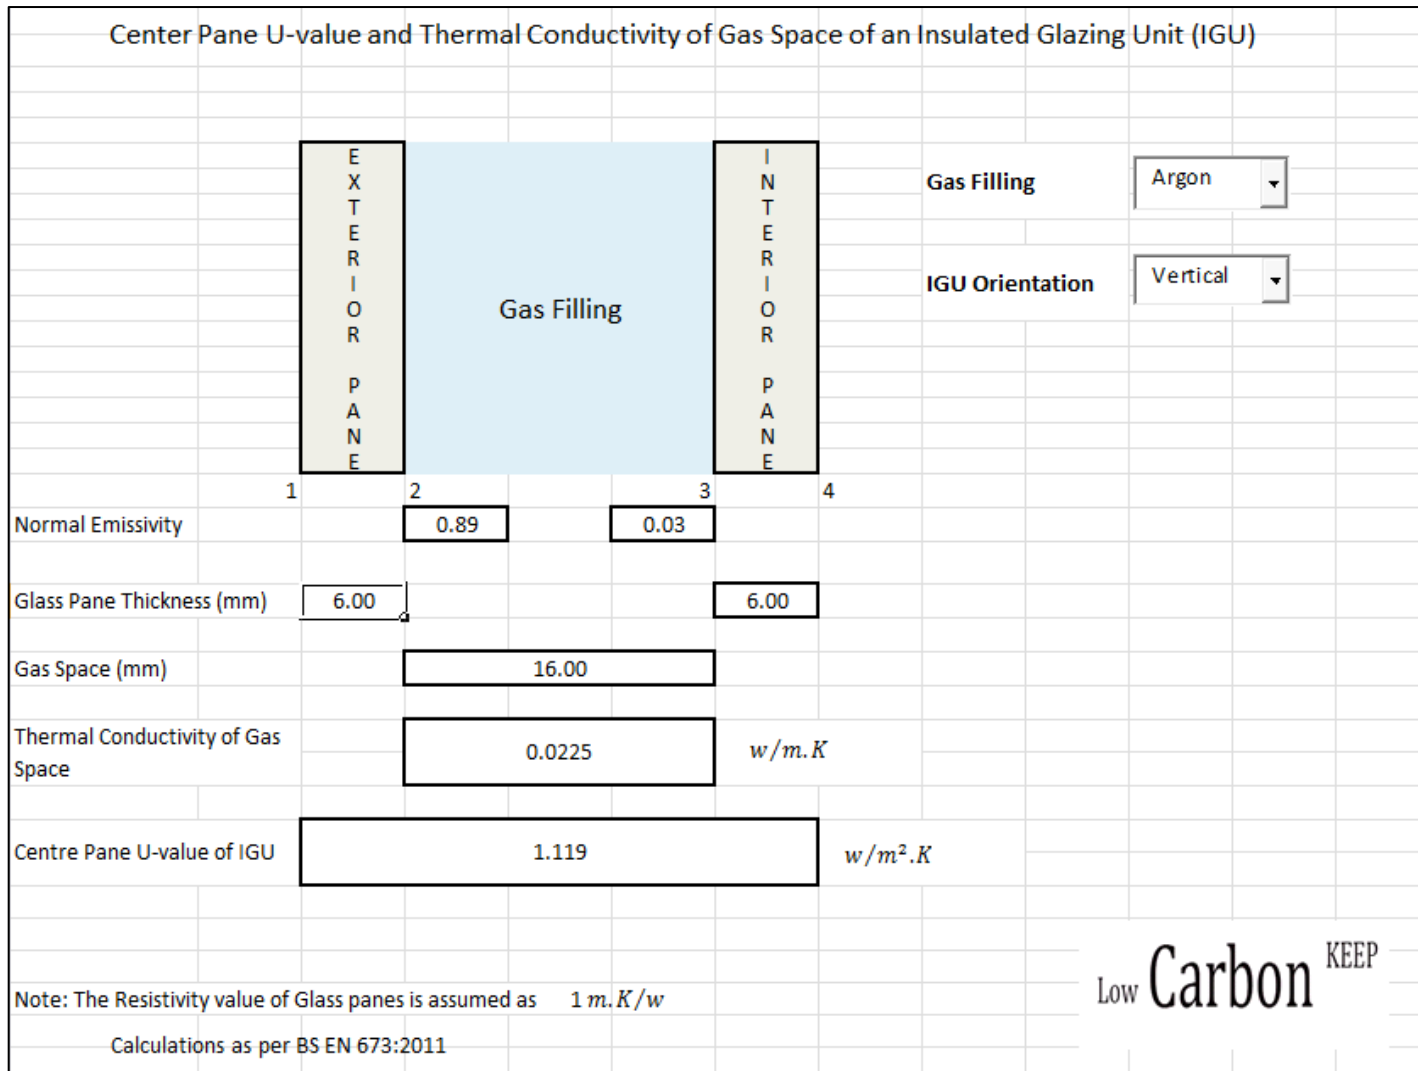 Center Pane U-value and Thermal Conductivity of Gas Space of an Insulated Glazing Unit (IGU)
EXTERIOR PANE
Gas Filling
INTERIOR PANE
Gas Filling
Argon
IGU Orientation
Vertical
1 2 3 4
Normal Emissivity 0.89 0.03
Glass Pane Thickness (mm) 6.00 6.00
Gas Space (mm) 16.00
Thermal Conductivity of Gas
Space
0.0225 w/m.K
Centre Pane U-value of IGU 1.119 w/m².K
Note: The Resistivity value of Glass panes is assumed as 1 m.K/w
Calculations as per BS EN 673:2011
Low Carbon KEEP